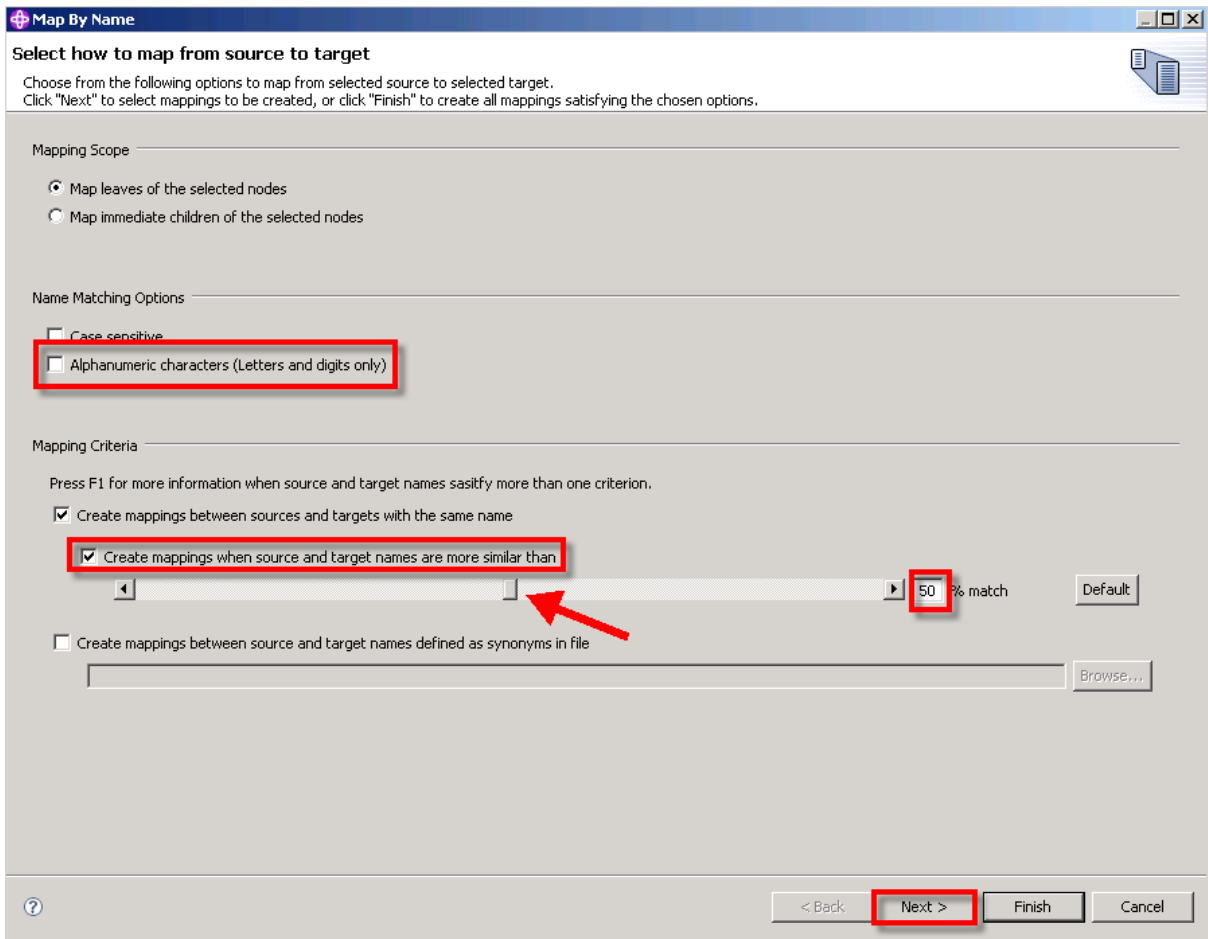 Map By Name
Select how to map from source to target
Choose from the following options to map from selected source to selected target.
Click "Next" to select mappings to be created, or click "Finish" to create all mappings satisfying the chosen options.
Mapping Scope
Map leaves of the selected nodes
Map immediate children of the selected nodes
Name Matching Options
Case sensitive
Alphanumeric characters (Letters and digits only)
Mapping Criteria
Press F1 for more information when source and target names sasitfy more than one criterion.
Create mappings between sources and targets with the same name
Create mappings when source and target names are more similar than
50 % match Default
Create mappings between source and target names defined as synonyms in file
Browse...
< Back Next > Finish Cancel